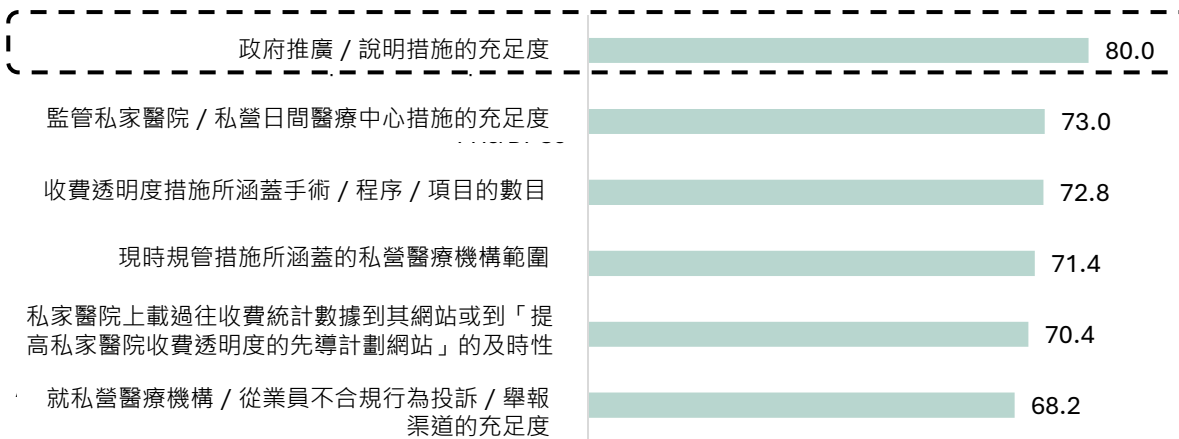 政府推廣 / 說明措施的充足度
80.0
監管私家醫院 / 私營日間醫療中心措施的充足度
73.0
收費透明度措施所涵蓋手術 / 程序 / 項目的數目
72.8
現時規管措施所涵蓋的私營醫療機構範圍
71.4
私家醫院上載過往收費統計數據到其網站或到「提
高私家醫院收費透明度的先導計劃網站」的及時性
70.4
就私營醫療機構 / 從業員不合規行為投訴 / 舉報
渠道的充足度
68.2